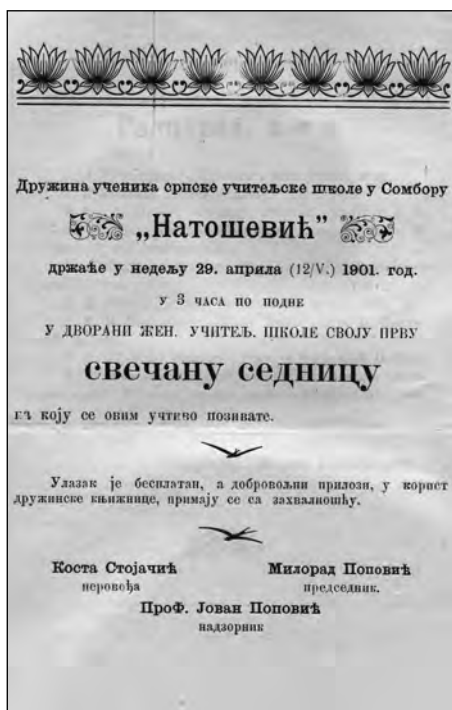 Дружина ученика српске учитељске школе у Сомбору
„Натошевић”
држаће у недељу 29. априла (12/V.) 1901. год.
у 3 часа по подне
у дворани жен. учитељ. школе своју прву
свечану седницу
на коју се овим учтиво позивате.
Улазак је бесплатан, а добровољни прилози, у корист
дружинске књижнице, примају се са захвалношћу.
Коста Стојачић Милорад Поповић
перовођа председник.
Проф. Јован Поповић
надзорник